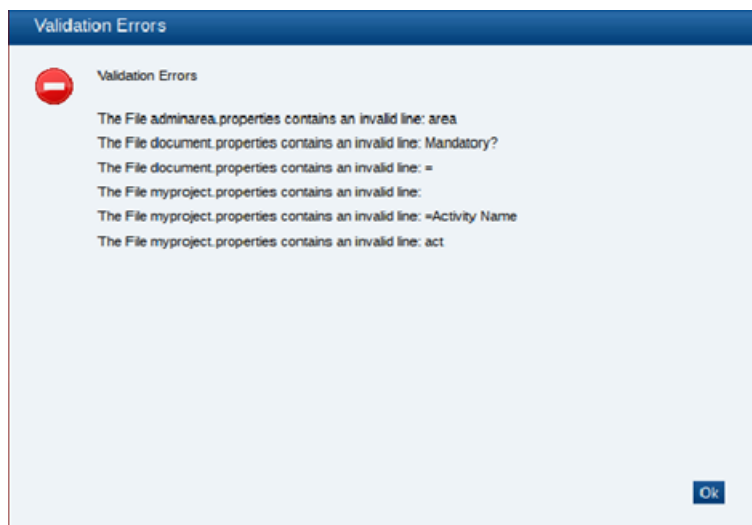 Validation Errors
Validation Errors
The File adminarea.properties contains an invalid line: area
The File document.properties contains an invalid line: Mandatory?
The File document.properties contains an invalid line: =
The File myproject.properties contains an invalid line:
The File myproject.properties contains an invalid line: =Activity Name
The File myproject.properties contains an invalid line: act
Ok